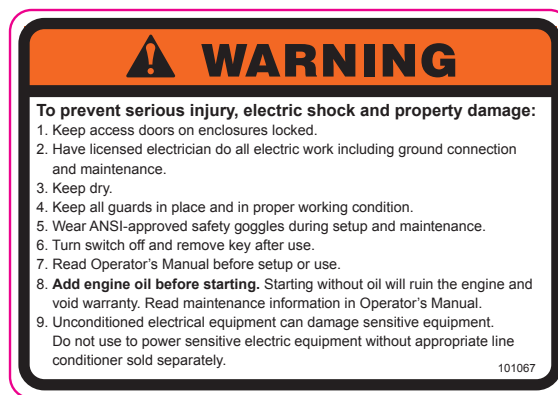 WARNING
To prevent serious injury, electric shock and property damage:
1. Keep access doors on enclosures locked.
2. Have licensed electrician do all electric work including ground connection
and maintenance.
3. Keep dry.
4. Keep all guards in place and in proper working condition.
5. Wear ANSI-approved safety goggles during setup and maintenance.
6. Turn switch off and remove key after use.
7. Read Operator’s Manual before setup or use.
8. Add engine oil before starting. Starting without oil will ruin the engine and
void warranty. Read maintenance information in Operator’s Manual.
9. Unconditioned electrical equipment can damage sensitive equipment.
Do not use to power sensitive electric equipment without appropriate line
conditioner sold separately.
101067